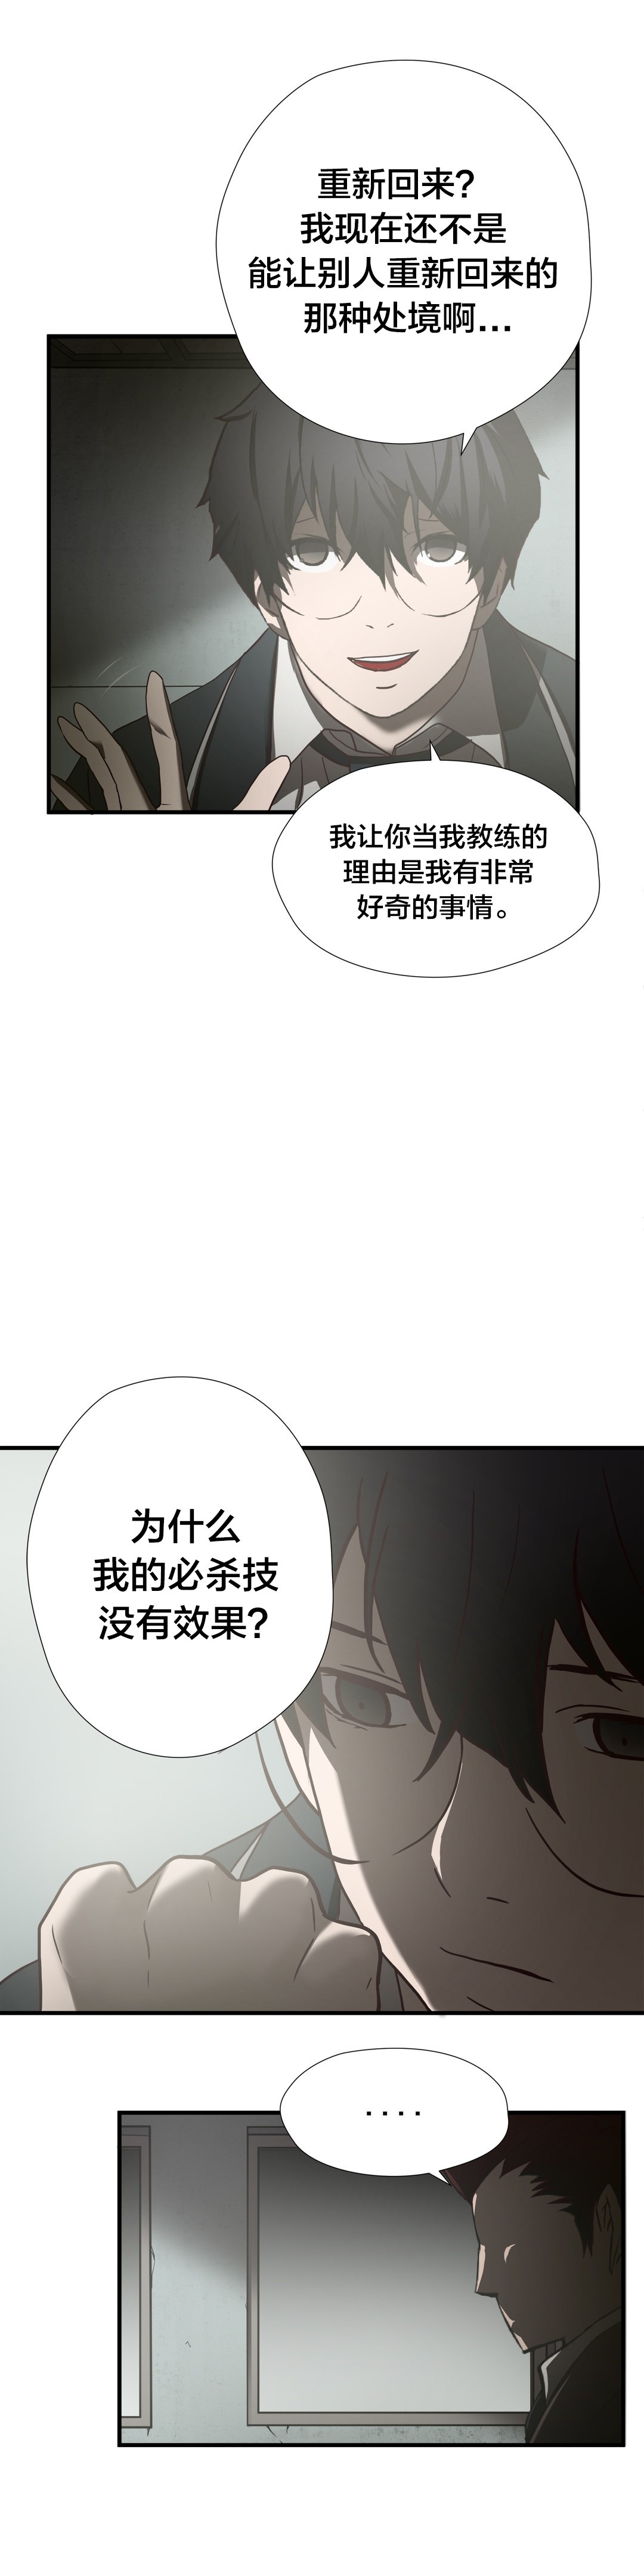 重新回来?
我现在还不是
能让别人重新回来的
那种处境啊...
我让你当我教练的
理由是我有非常
好奇的事情。
为什么
我的必杀技
没有效果?
....